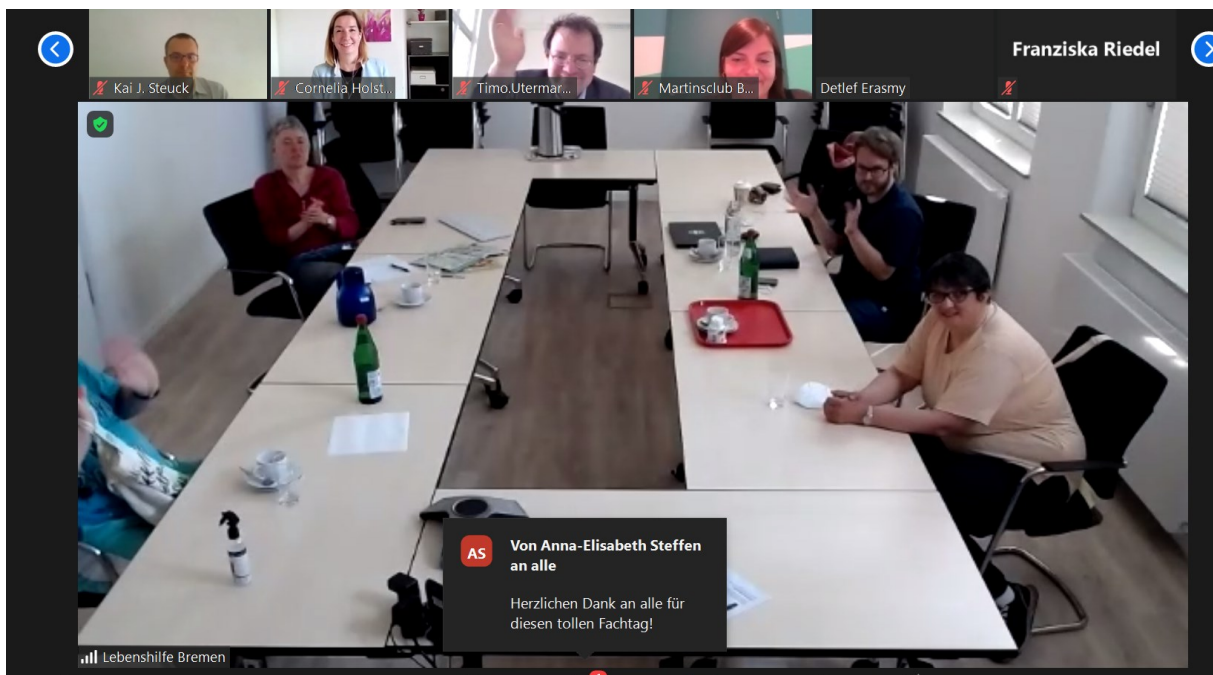 Kai J. Steuck
Cornelia Holst...
Timo.Utermar...
Martinsclub B...
Detlef Erasmy
Franziska Riedel
AS
Von Anna-Elisabeth Steffen
an alle
Herzlichen Dank an alle für
diesen tollen Fachtag!
Lebenshilfe Bremen